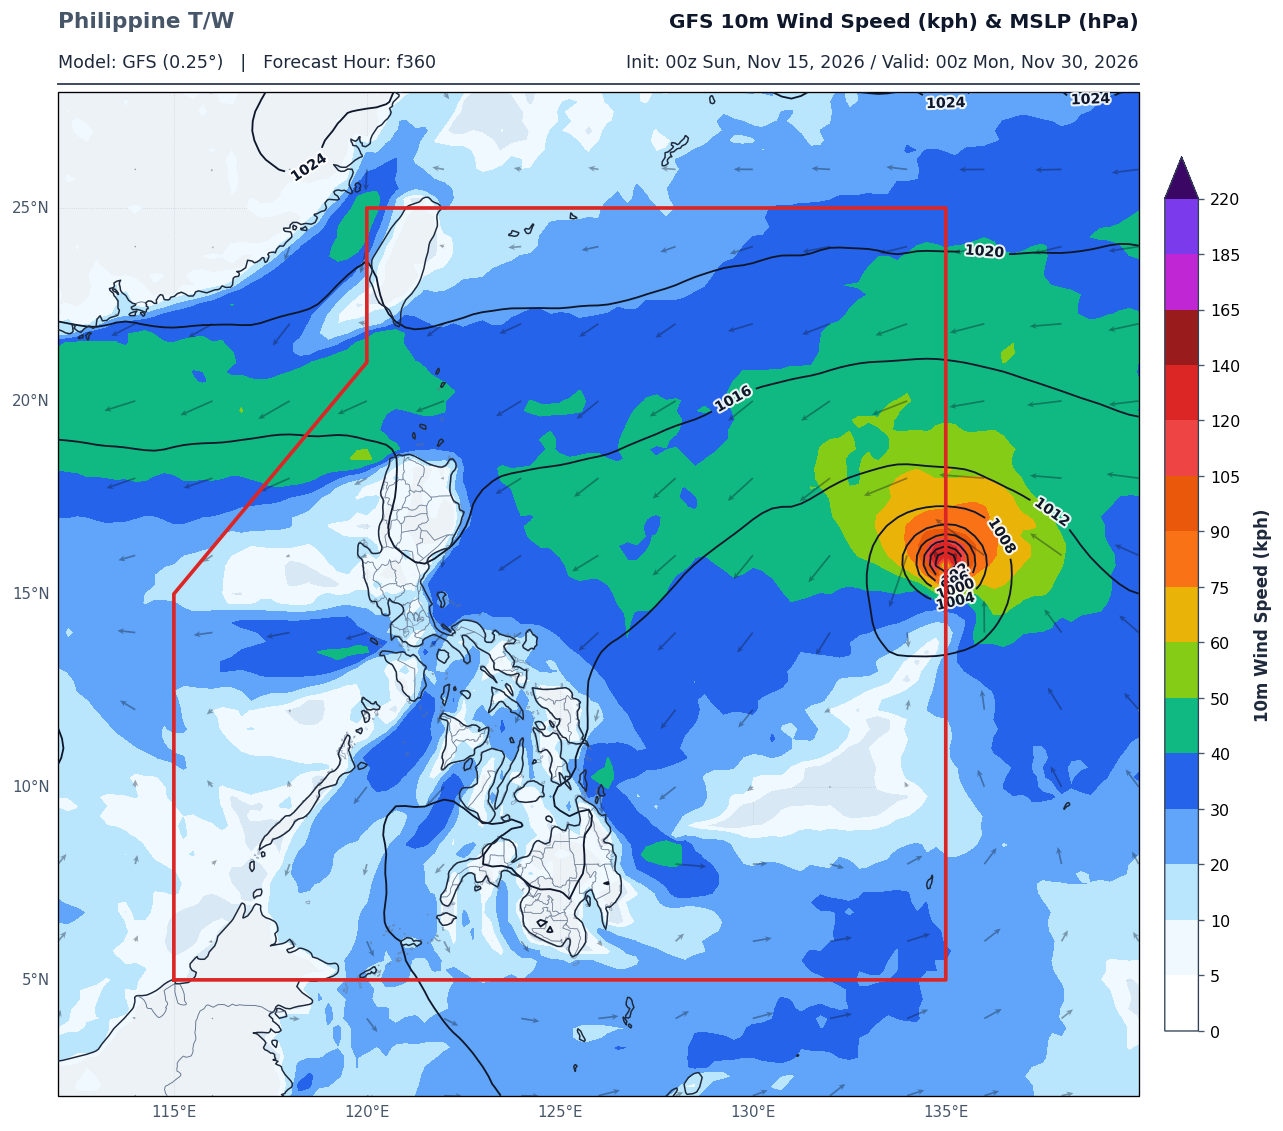 Philippine T/W
GFS 10m Wind Speed (kph) & MSLP (hPa)
Model: GFS (0.25°) | Forecast Hour: f360
Init: 00z Sun, Nov 15, 2026 / Valid: 00z Mon, Nov 30, 2026
1024
1024
1024
1020
1016
1012
1008
1000
1004
25°N
20°N
15°N
10°N
5°N
115°E
120°E
125°E
130°E
135°E
220
185
165
140
120
105
90
75
60
50
40
30
20
10
5
0
10m Wind Speed (kph)